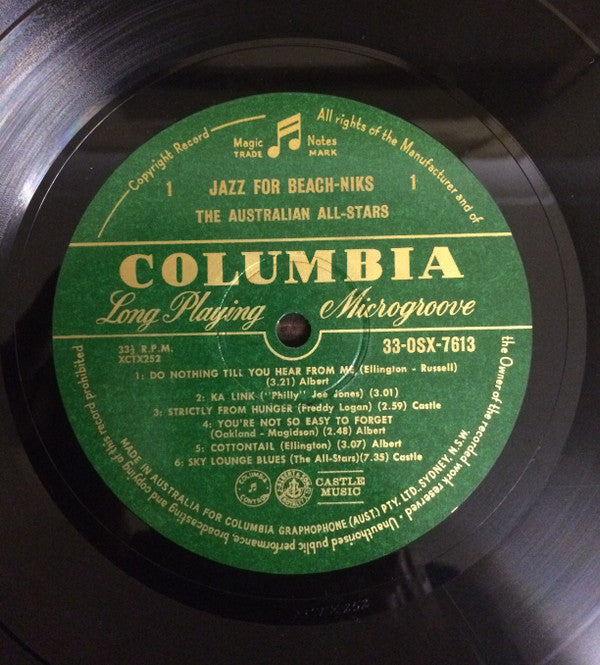 Copyright Record
Magic Notes
TRADE MARK
All rights of the Manufacturer and of
1 JAZZ FOR BEACH-NIKS 1
THE AUSTRALIAN ALL-STARS
COLUMBIA
Long Playing Microgroove
33⅓ R.P.M.
XCTX252
33-OSX-7613
1: DO NOTHING TILL YOU HEAR FROM ME (Ellington - Russell)
(3.21) Albert
2: KA LINK ("Philly" Joe Jones) (3.01)
3: STRICTLY FROM HUNGER (Freddy Logan) (2.59) Castle
4: YOU'RE NOT SO EASY TO FORGET
(Oakland - Magidson) (2.48) Albert
5: COTTONTAIL (Ellington) (3.07) Albert
6: SKY LOUNGE BLUES (The All-Stars)(7.35) Castle
COLUMBIA
CONTROL
CASTLE
MUSIC
MADE IN AUSTRALIA FOR COLUMBIA GRAPHOPHONE (AUST.) PTY. LTD. SYDNEY, N.S.W.
the Owner of the recorded work reserved. Unauthorised public performance, broadcasting and copying of this record prohibited